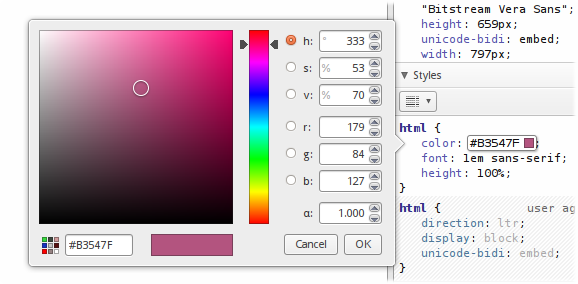 h: ° 333
s: % 53
v: % 70
r: 179
g: 84
b: 127
α: 1.000
#B3547F
Cancel OK
"Bitstream Vera Sans";
height: 659px;
unicode-bidi: embed;
width: 797px;
Styles
html {
color: #B3547F ;
font: 1em sans-serif;
height: 100%;
}
html { user ag
direction: ltr;
display: block;
unicode-bidi: embed;
}